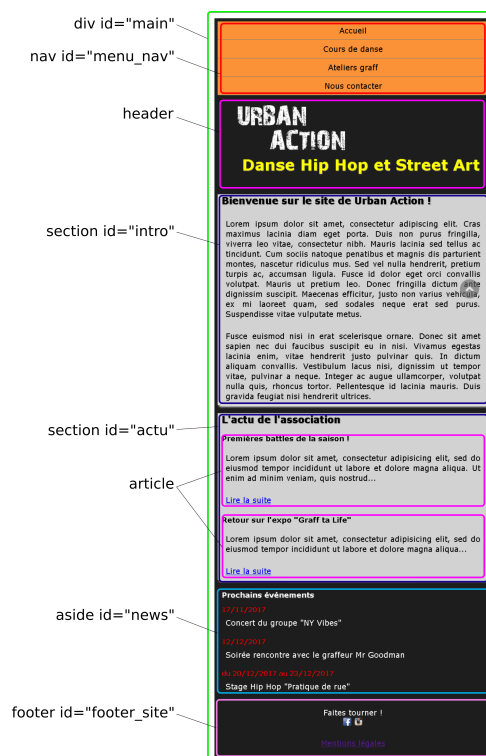 div id="main"
nav id="menu_nav"
header
section id="intro"
section id="actu"
article
aside id="news"
footer id="footer_site"
Accueil
Cours de danse
Ateliers graff
Nous contacter
URBAN
ACTION
Danse Hip Hop et Street Art
Bienvenue sur le site de Urban Action !
Lorem ipsum dolor sit amet, consectetur adipiscing elit. Cras
maximus lacinia diam eget porta. Duis non purus fringilla,
viverra leo vitae, consectetur nibh. Mauris lacinia sed tellus ac
tincidunt. Cum sociis natoque penatibus et magnis dis parturient
montes, nascetur ridiculus mus. Sed vel nulla hendrerit, pretium
turpis ac, accumsan ligula. Fusce id dolor eget orci convallis
volutpat. Mauris ut pretium leo. Donec fringilla dictum ante
dignissim suscipit. Maecenas efficitur, justo non varius vehicula,
ex mi laoreet quam, sed sodales neque erat sed purus.
Suspendisse vitae vulputate metus.
Fusce euismod nisi in erat scelerisque ornare. Donec sit amet
sapien nec dui faucibus suscipit eu in nisi. Vivamus egestas
lacinia enim, vitae hendrerit justo pulvinar quis. In dictum
aliquam convallis. Vestibulum lacus nisi, dignissim ut tempor
vitae, pulvinar a neque. Integer ac augue ullamcorper, volutpat
nulla quis, rhoncus tortor. Pellentesque id lacinia mauris. Duis
gravida feugiat nisi hendrerit ultrices.
L'actu de l'association
Premières battles de la saison !
Lorem ipsum dolor sit amet, consectetur adipiscing elit, sed do
eiusmod tempor incididunt ut labore et dolore magna aliqua. Ut
enim ad minim veniam, quis nostrud...
Lire la suite
Retour sur l'expo "Graff ta Life"
Lorem ipsum dolor sit amet, consectetur adipiscing elit, sed do
eiusmod tempor incididunt ut labore et dolore magna aliqua...
Lire la suite
Prochains événements
17/11/2017
Concert du groupe "NY Vibes"
12/12/2017
Soirée rencontre avec le graffeur Mr Goodman
du 20/12/2017 au 23/12/2017
Stage Hip Hop "Pratique de rue"
Faites tourner !
Mentions légales